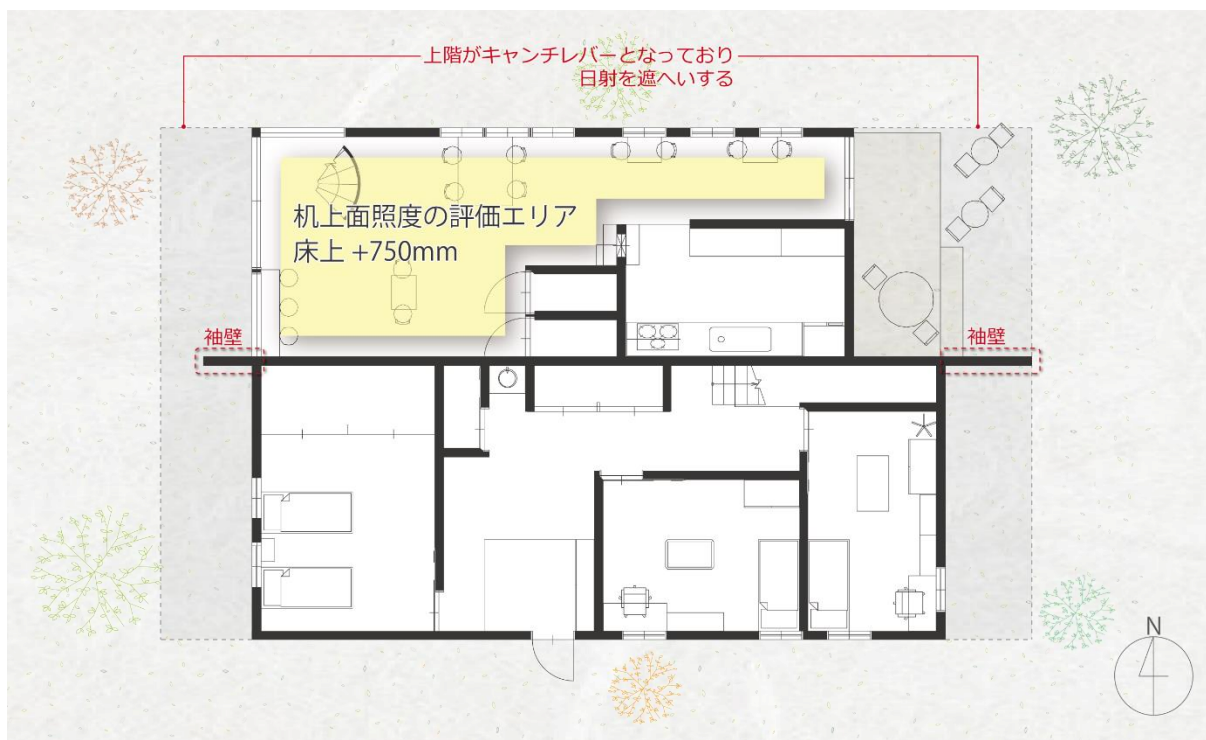 上階がキャンチレバーとなっており
日射を遮へいする
机上面照度の評価エリア
床上 +750mm
袖壁
袖壁
N